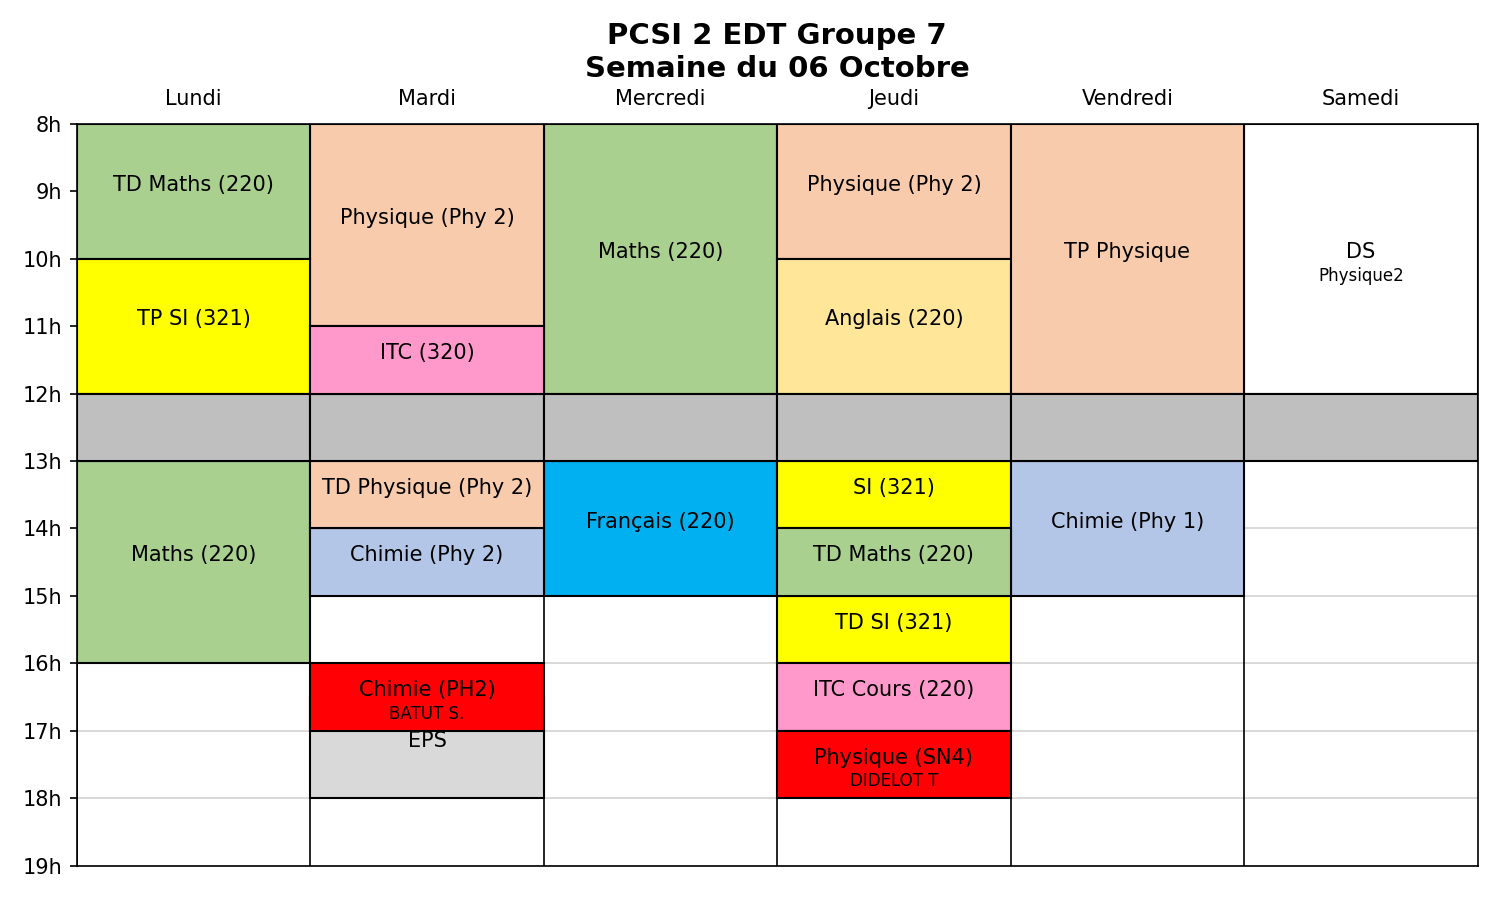 PCSI 2 EDT Groupe 7
Semaine du 06 Octobre
Lundi Mardi Mercredi Jeudi Vendredi Samedi
8h
TD Maths (220) Physique (Phy 2)
9h
Physique (Phy 2)
Maths (220) TP Physique DS
10h
Physique2
TP SI (321) Anglais (220)
11h
ITC (320)
12h
13h
TD Physique (Phy 2) SI (321)
Français (220) Chimie (Phy 1)
14h
Maths (220) Chimie (Phy 2) TD Maths (220)
15h
TD SI (321)
16h
Chimie (PH2) ITC Cours (220)
BATUT S.
17h
EPS
Physique (SN4)
DIDELOT T
18h
19h